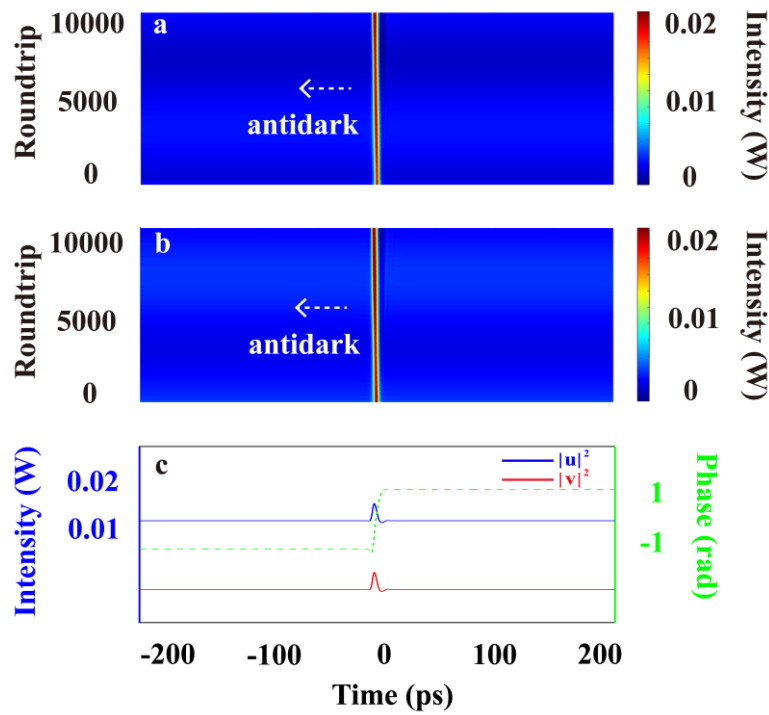 a
10000
5000
0
Roundtrip
antidark
0.02
0.01
0
Intensity (W)
b
10000
5000
0
Roundtrip
antidark
0.02
0.01
0
Intensity (W)
c
|u|²
|v|²
0.02
0.01
Intensity (W)
1
-1
Phase (rad)
-200 -100 0 100 200
Time (ps)